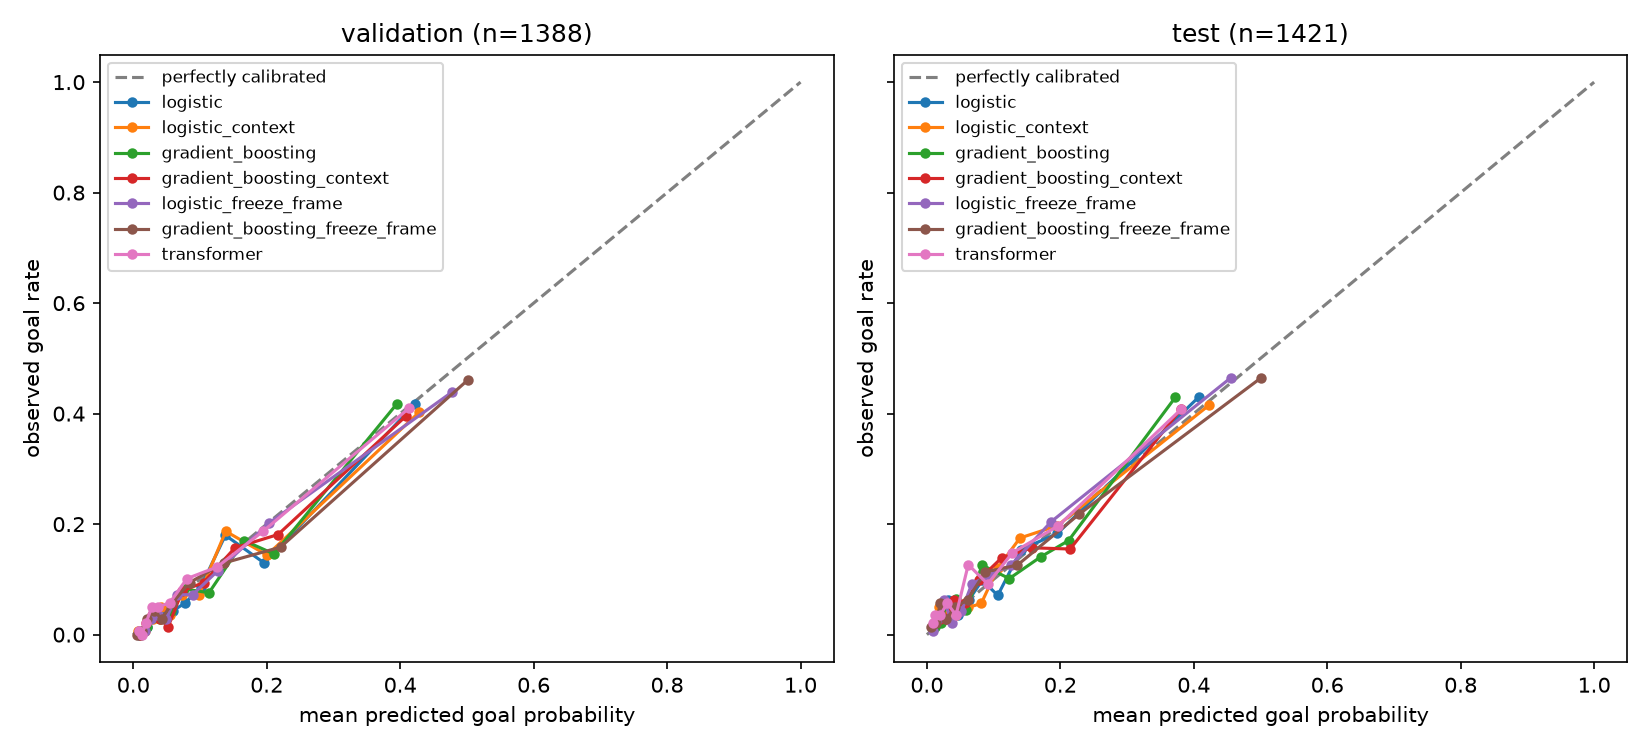 validation (n=1388)
perfectly calibrated
logistic
logistic_context
gradient_boosting
gradient_boosting_context
logistic_freeze_frame
gradient_boosting_freeze_frame
transformer
observed goal rate
1.0
0.8
0.6
0.4
0.2
0.0
0.0 0.2 0.4 0.6 0.8 1.0
mean predicted goal probability
test (n=1421)
perfectly calibrated
logistic
logistic_context
gradient_boosting
gradient_boosting_context
logistic_freeze_frame
gradient_boosting_freeze_frame
transformer
observed goal rate
0.0 0.2 0.4 0.6 0.8 1.0
mean predicted goal probability